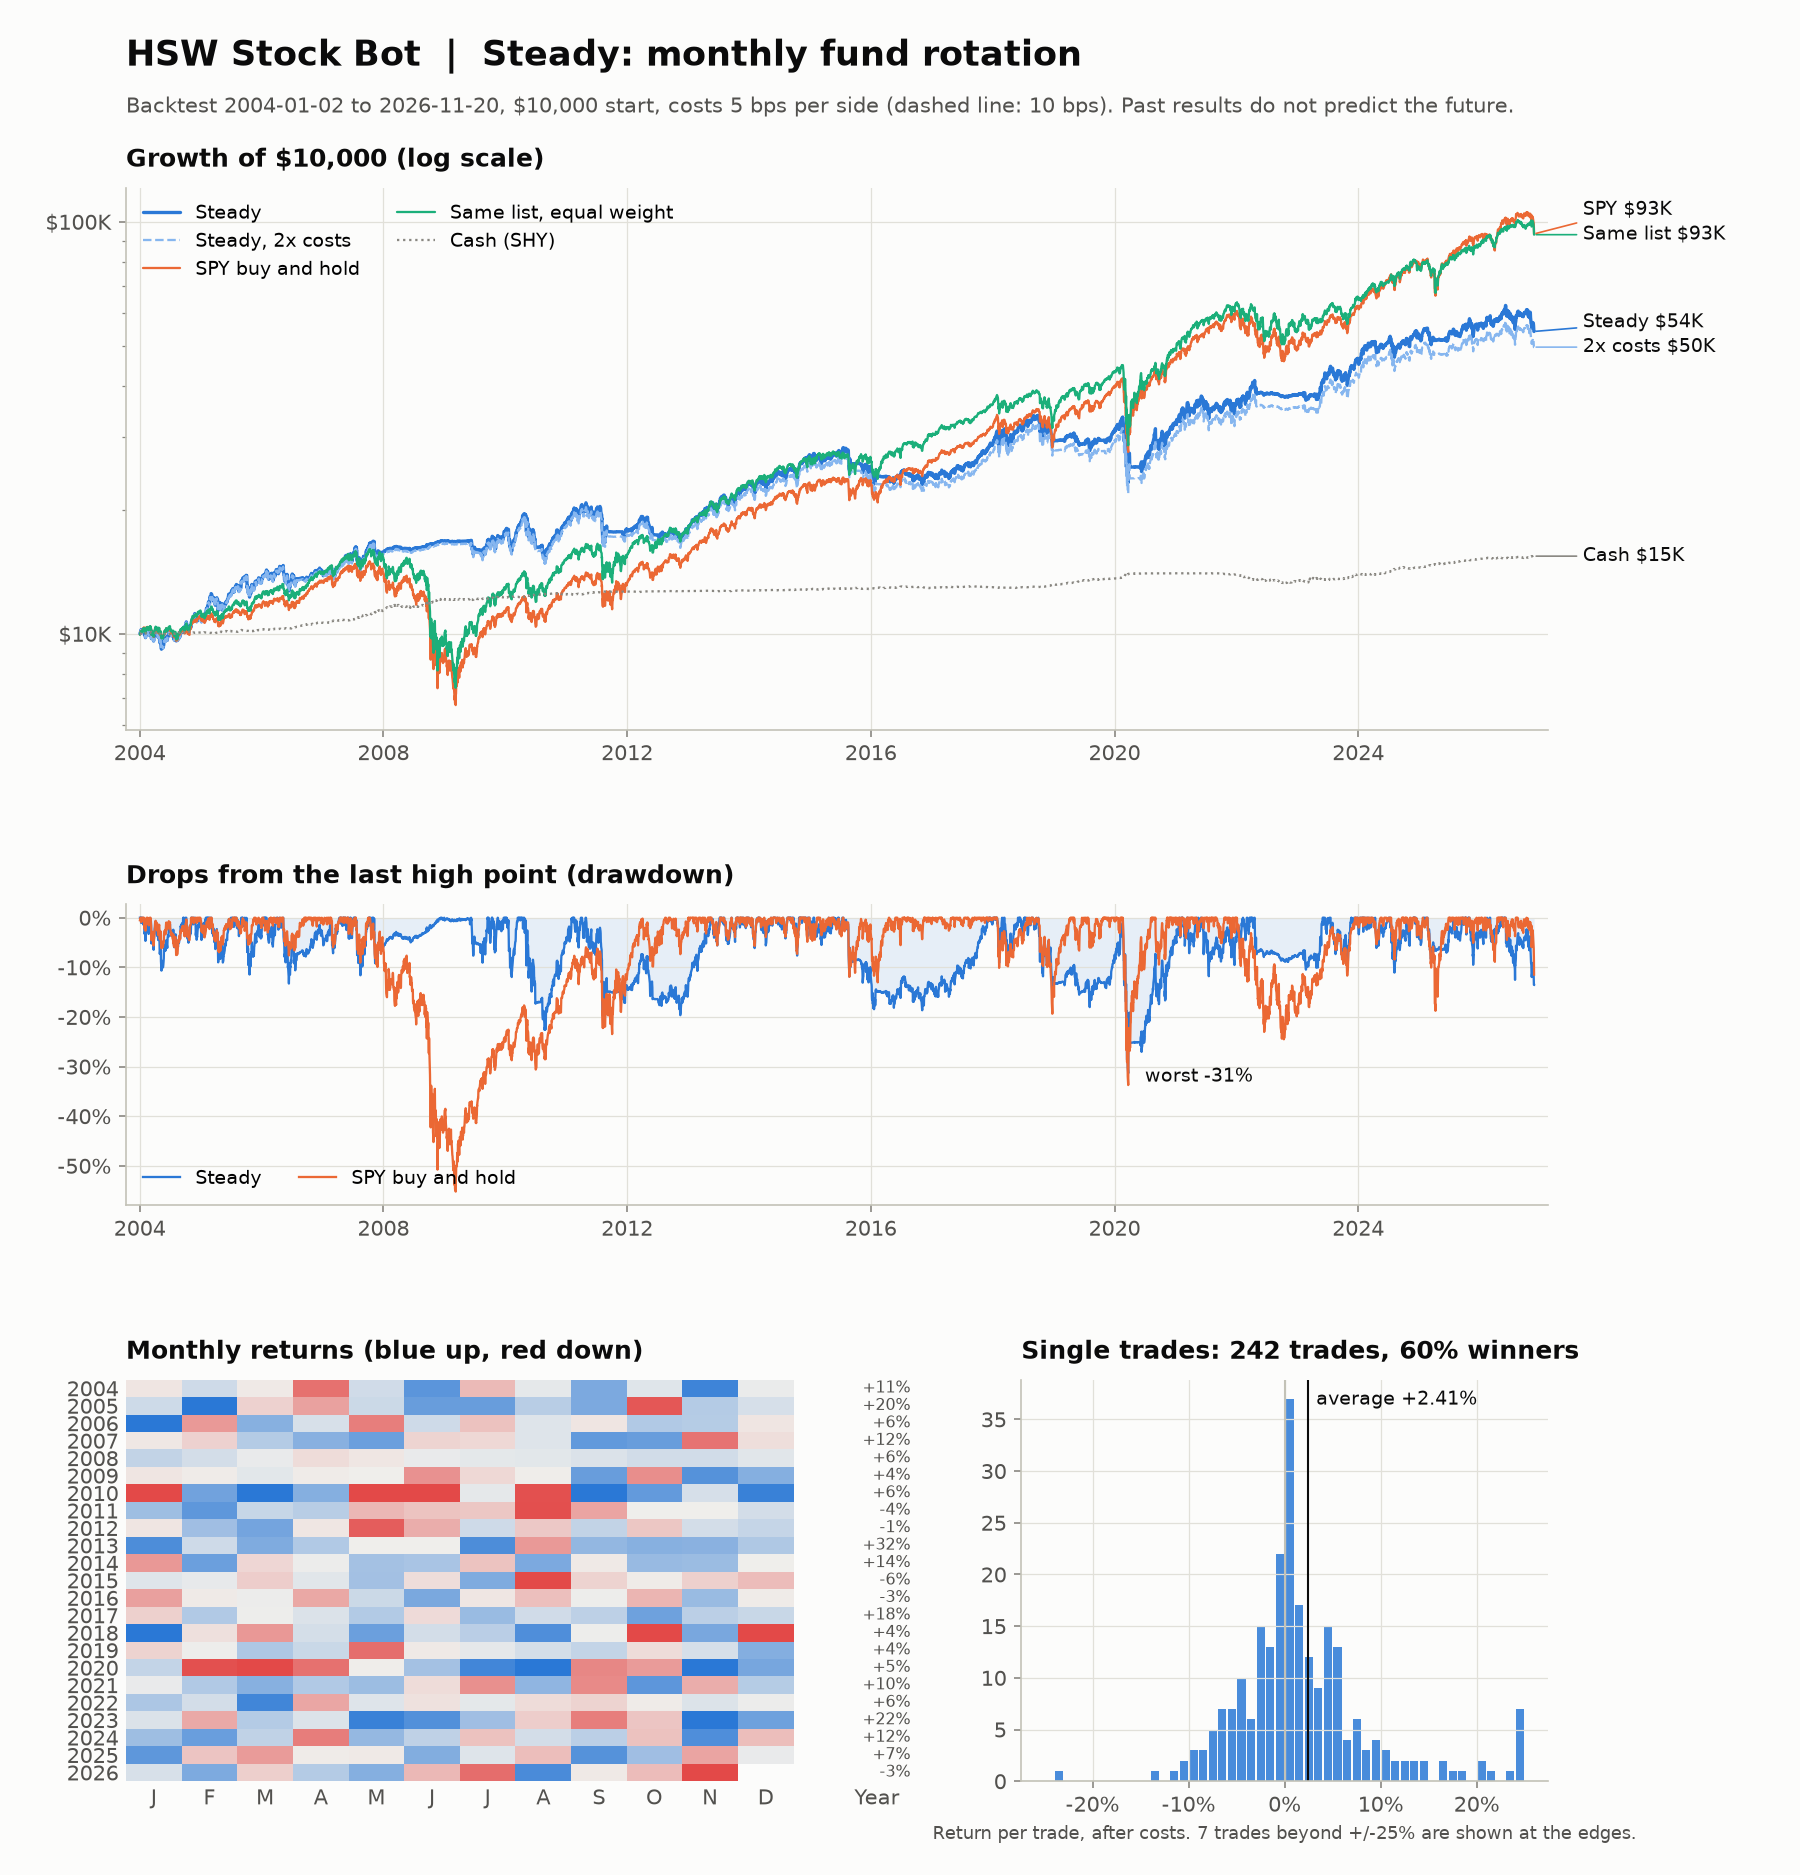 HSW Stock Bot | Steady: monthly fund rotation
Backtest 2004-01-02 to 2026-11-20, $10,000 start, costs 5 bps per side (dashed line: 10 bps). Past results do not predict the future.
Growth of $10,000 (log scale)
Steady
Steady, 2x costs
SPY buy and hold
Same list, equal weight
Cash (SHY)
$100K
$10K
SPY $93K
Same list $93K
Steady $54K
2x costs $50K
Cash $15K
2004 2008 2012 2016 2020 2024
Drops from the last high point (drawdown)
0%
-10%
-20%
-30%
-40%
-50%
worst -31%
Steady SPY buy and hold
2004 2008 2012 2016 2020 2024
Monthly returns (blue up, red down)
2004 +11%
2005 +20%
2006 +6%
2007 +12%
2008 +6%
2009 +4%
2010 +6%
2011 -4%
2012 -1%
2013 +32%
2014 +14%
2015 -6%
2016 -3%
2017 +18%
2018 +4%
2019 +4%
2020 +5%
2021 +10%
2022 +6%
2023 +22%
2024 +12%
2025 +7%
2026 -3%
J F M A M J J A S O N D Year
Single trades: 242 trades, 60% winners
average +2.41%
35
30
25
20
15
10
5
0
-20% -10% 0% 10% 20%
Return per trade, after costs. 7 trades beyond +/-25% are shown at the edges.